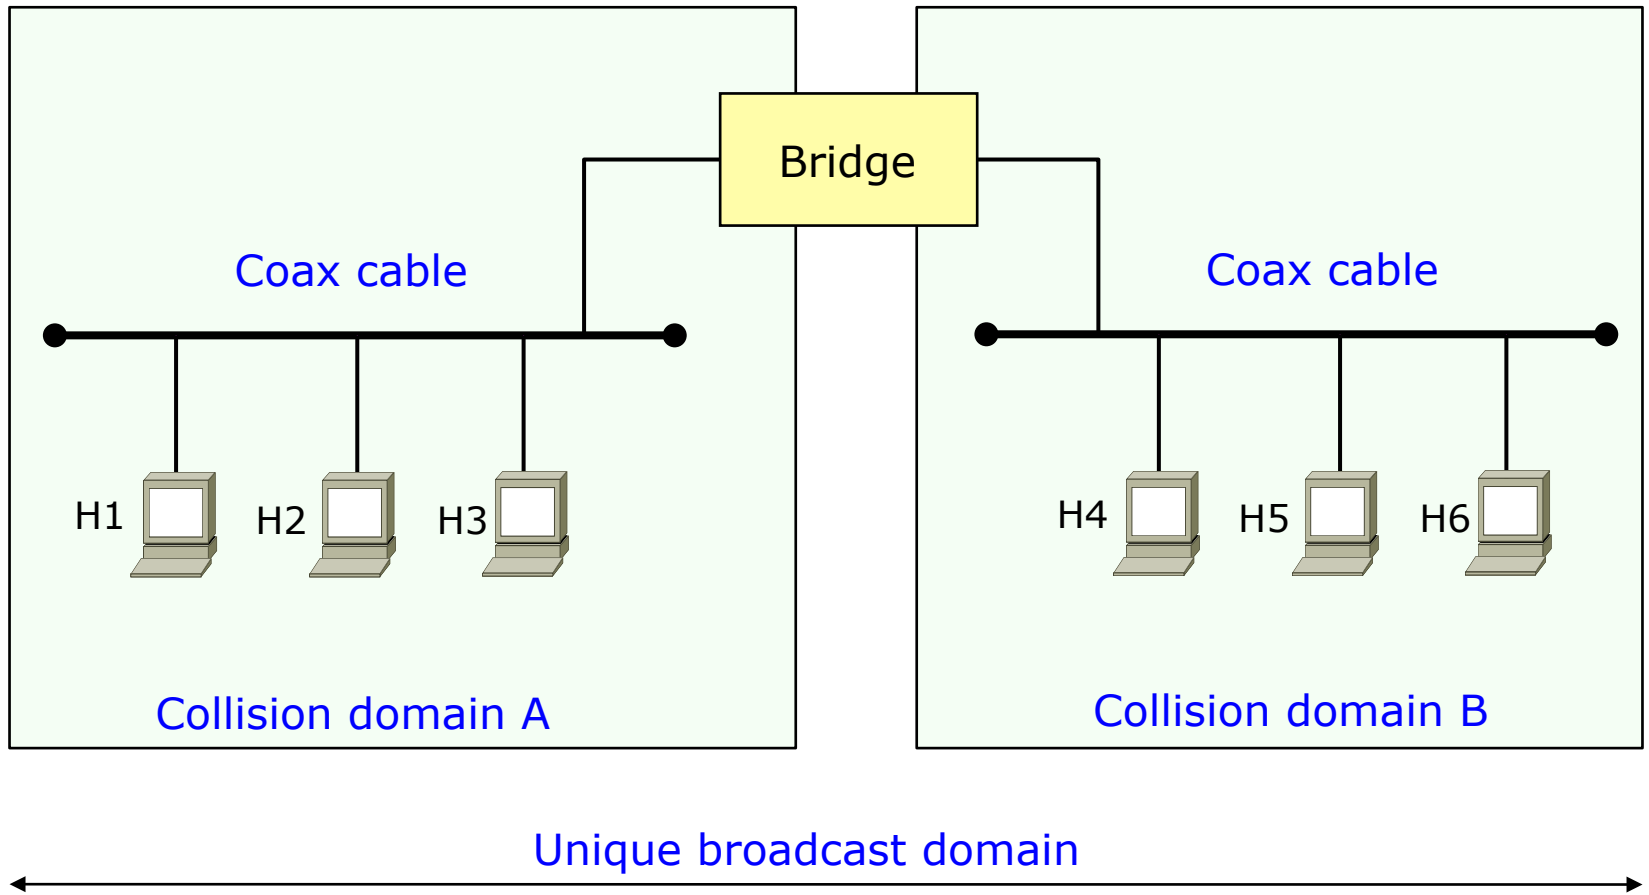 Bridge
Coax cable
Coax cable
H1
H2
H3
H4
H5
H6
Collision domain A
Collision domain B
Unique broadcast domain